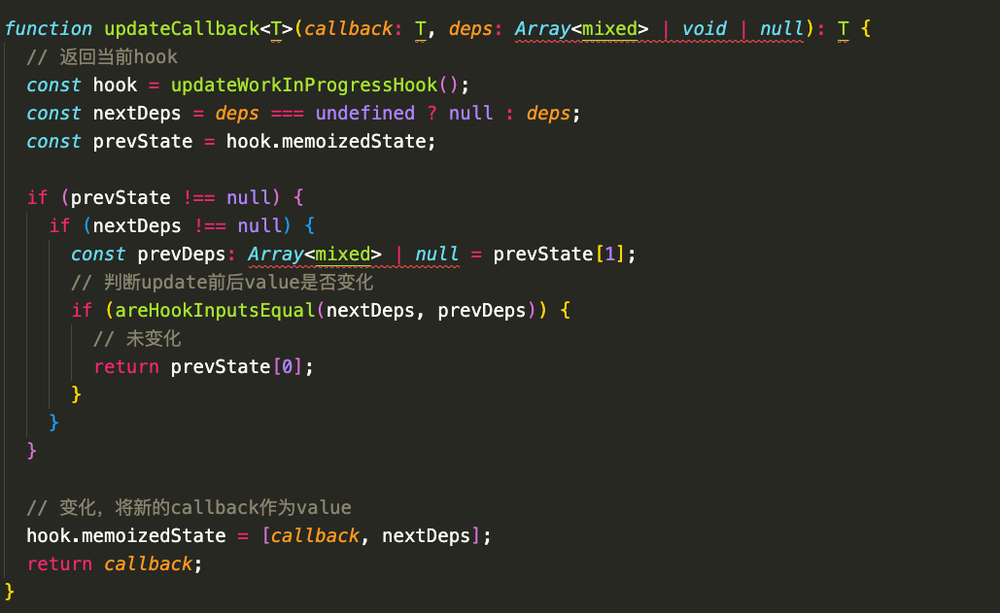 function updateCallback<T>(callback: T, deps: Array<mixed> | void | null): T {
// 返回当前hook
const hook = updateWorkInProgressHook();
const nextDeps = deps === undefined ? null : deps;
const prevState = hook.memoizedState;
if (prevState !== null) {
if (nextDeps !== null) {
const prevDeps: Array<mixed> | null = prevState[1];
// 判断update前后value是否变化
if (areHookInputsEqual(nextDeps, prevDeps)) {
// 未变化
return prevState[0];
}
}
}
// 变化，将新的callback作为value
hook.memoizedState = [callback, nextDeps];
return callback;
}